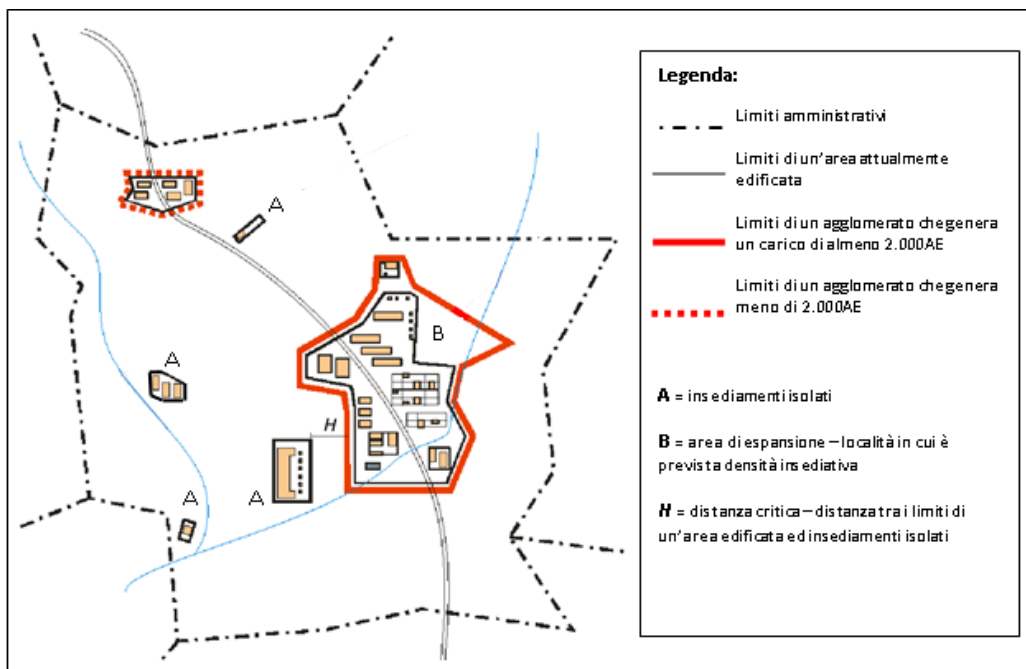 A
B
A
H
A
A
Legenda:
Limiti amministrativi
Limiti di un'area attualmente
edificata
Limiti di un agglomerato che genera
un carico di almeno 2.000AE
Limiti di un agglomerato che genera
meno di 2.000AE
A = insediamenti isolati
B = area di espansione – località in cui è
prevista densità insediativa
H = distanza critica – distanza tra i limiti di
un'area edificata ed insediamenti isolati